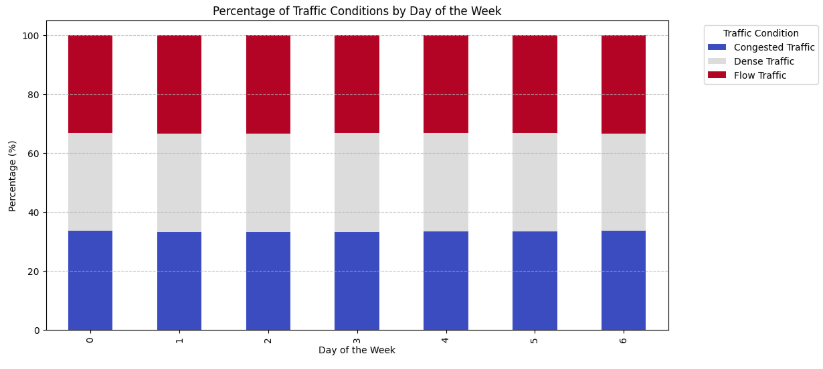 Percentage of Traffic Conditions by Day of the Week
Traffic Condition
Congested Traffic
Dense Traffic
Flow Traffic
Percentage (%)
100
80
60
40
20
0
0 1 2 3 4 5 6
Day of the Week